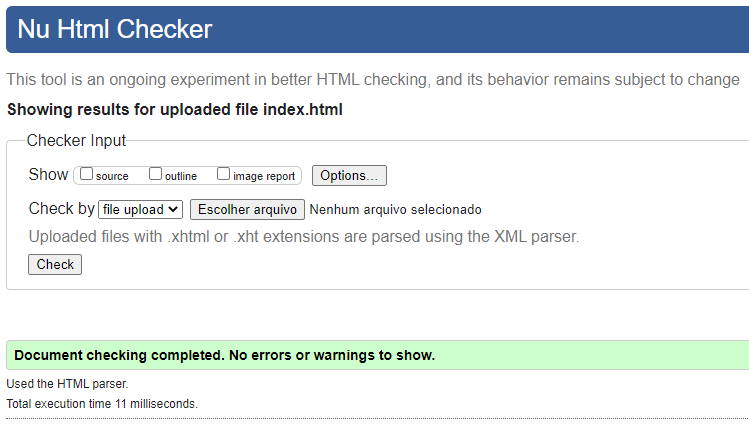 Nu Html Checker
This tool is an ongoing experiment in better HTML checking, and its behavior remains subject to change
Showing results for uploaded file index.html
Checker Input
Show source outline image report Options...
Check by file upload Escolher arquivo Nenhum arquivo selecionado
Uploaded files with .xhtml or .xht extensions are parsed using the XML parser.
Check
Document checking completed. No errors or warnings to show.
Used the HTML parser.
Total execution time 11 milliseconds.